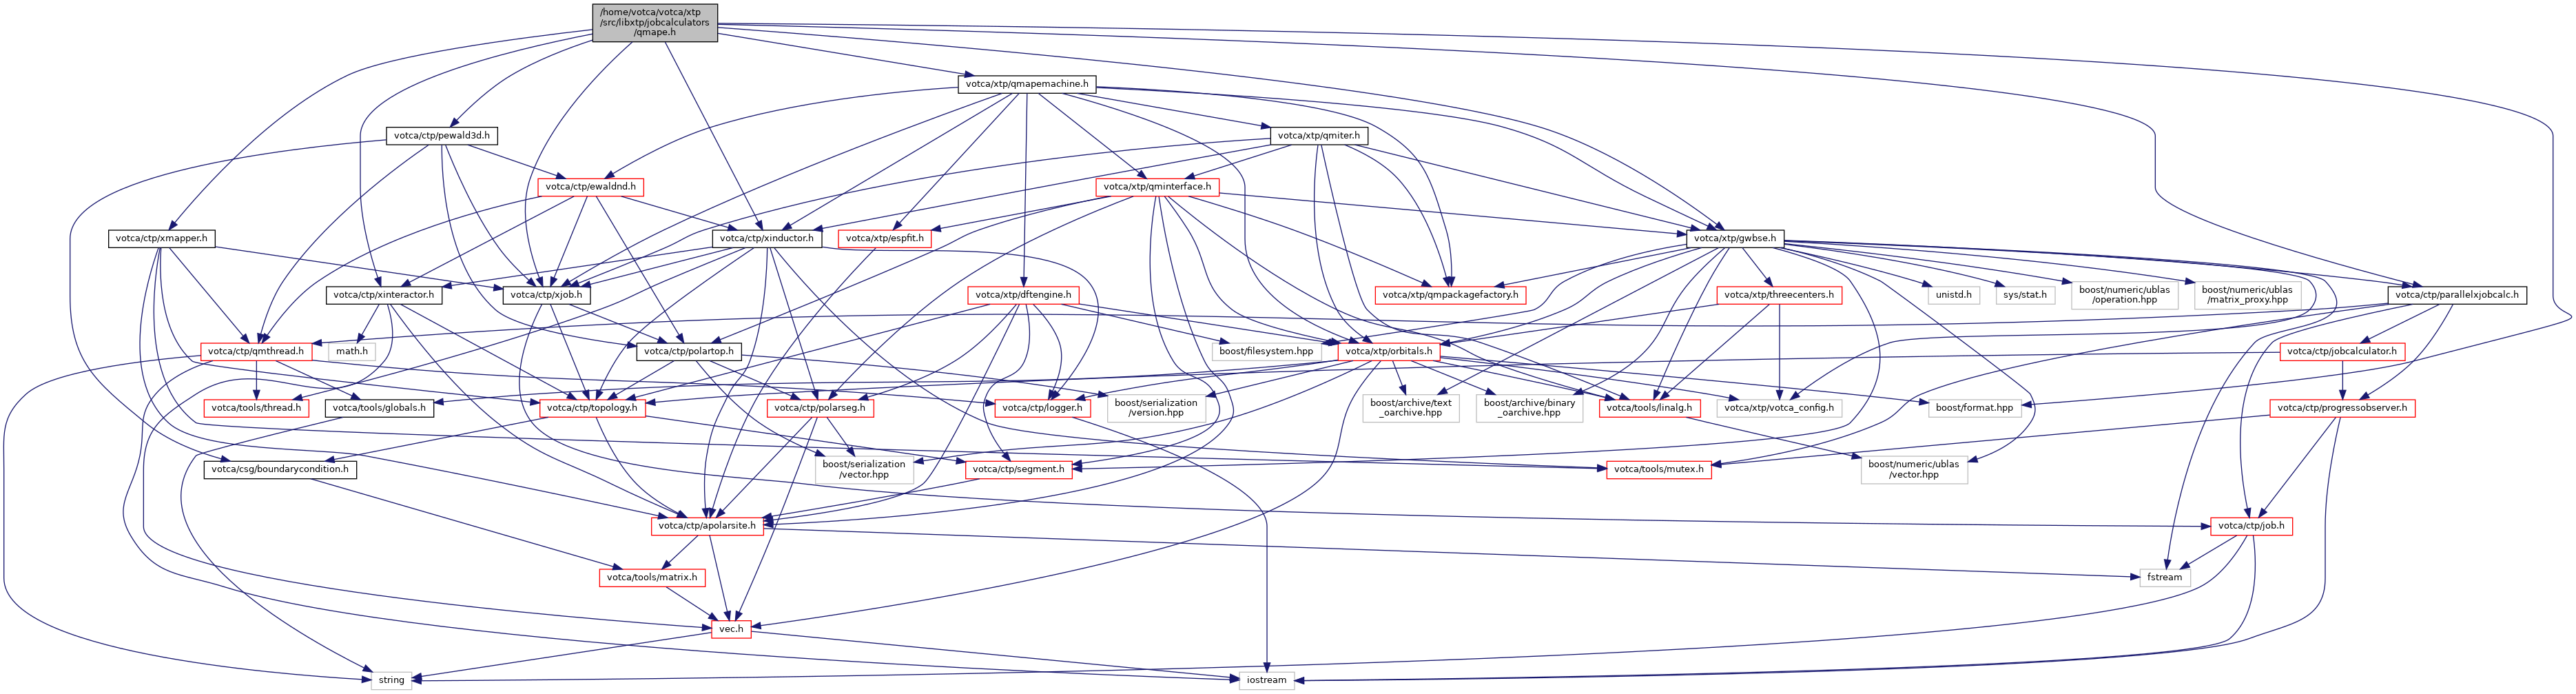 /home/votca/votca/xtp
/src/libxtp/jobcalculators
/qmape.h
votca/xtp/qmapemachine.h
votca/ctp/pewald3d.h
votca/xtp/qmiter.h
votca/ctp/ewaldnd.h
votca/xtp/qminterface.h
votca/ctp/xmapper.h
votca/ctp/xinductor.h
votca/xtp/espfit.h
votca/xtp/gwbse.h
votca/ctp/xinteractor.h
votca/ctp/xjob.h
votca/xtp/dftengine.h
votca/xtp/qmpackagefactory.h
votca/xtp/threecenters.h
unistd.h
sys/stat.h
boost/numeric/ublas
/operation.hpp
boost/numeric/ublas
/matrix_proxy.hpp
votca/ctp/parallelxjobcalc.h
votca/ctp/qmthread.h
math.h
votca/ctp/polartop.h
boost/filesystem.hpp
votca/xtp/orbitals.h
votca/ctp/jobcalculator.h
votca/tools/thread.h
votca/tools/globals.h
votca/ctp/topology.h
votca/ctp/polarseg.h
votca/ctp/logger.h
boost/serialization
/version.hpp
boost/archive/text
_oarchive.hpp
boost/archive/binary
_oarchive.hpp
votca/tools/linalg.h
votca/xtp/votca_config.h
boost/format.hpp
votca/ctp/progressobserver.h
votca/csg/boundarycondition.h
boost/serialization
/vector.hpp
votca/ctp/segment.h
votca/tools/mutex.h
boost/numeric/ublas
/vector.hpp
votca/ctp/apolarsite.h
votca/ctp/job.h
votca/tools/matrix.h
fstream
vec.h
string
iostream